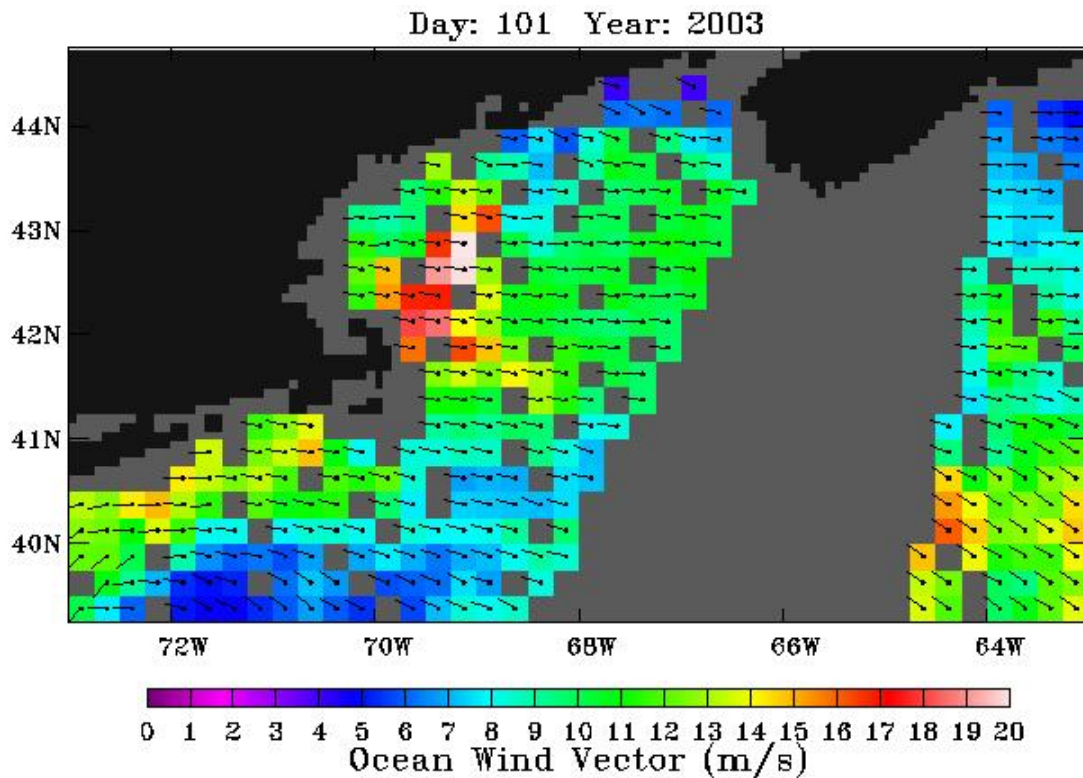 Day: 101 Year: 2003
44N
43N
42N
41N
40N
72W 70W 68W 66W 64W
0 1 2 3 4 5 6 7 8 9 10 11 12 13 14 15 16 17 18 19 20
Ocean Wind Vector (m/s)